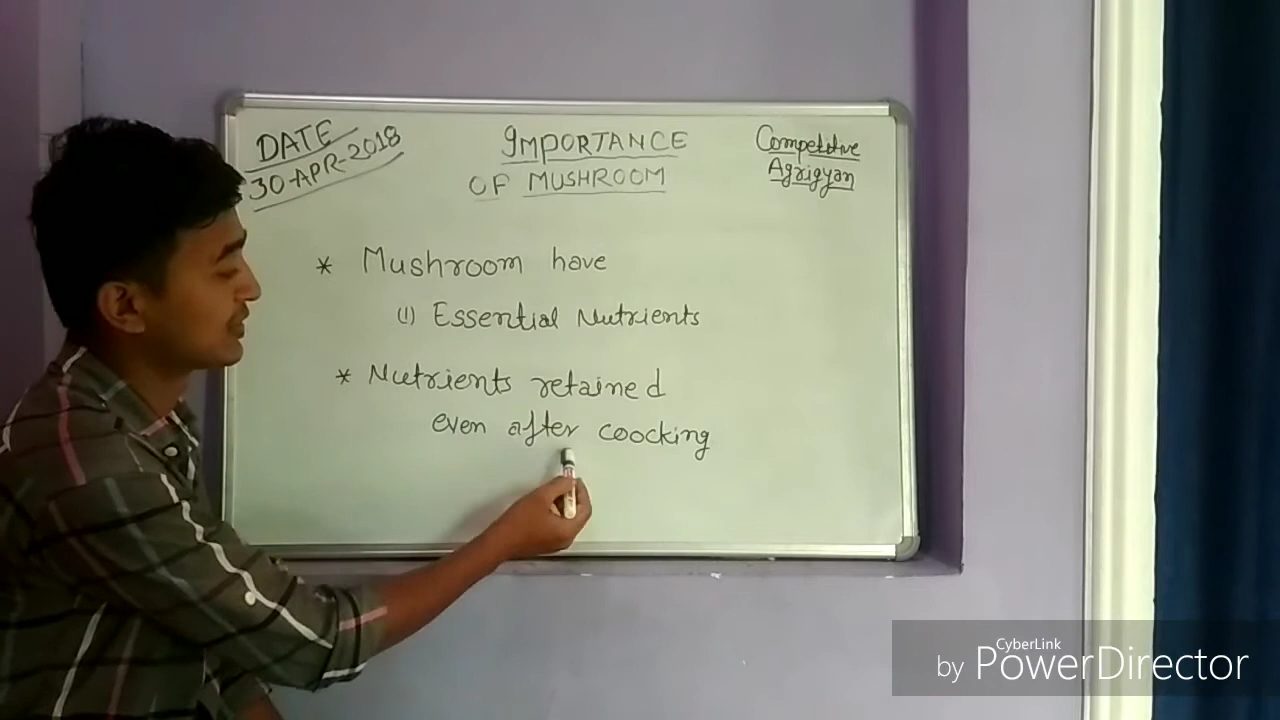 DATE
30-APR-2018
IMPORTANCE
OF MUSHROOM
Competitive
Agrigyan
* Mushroom have
(1) Essential Nutrients
* Nutrients retained
even after coocking
CyberLink
by PowerDirector